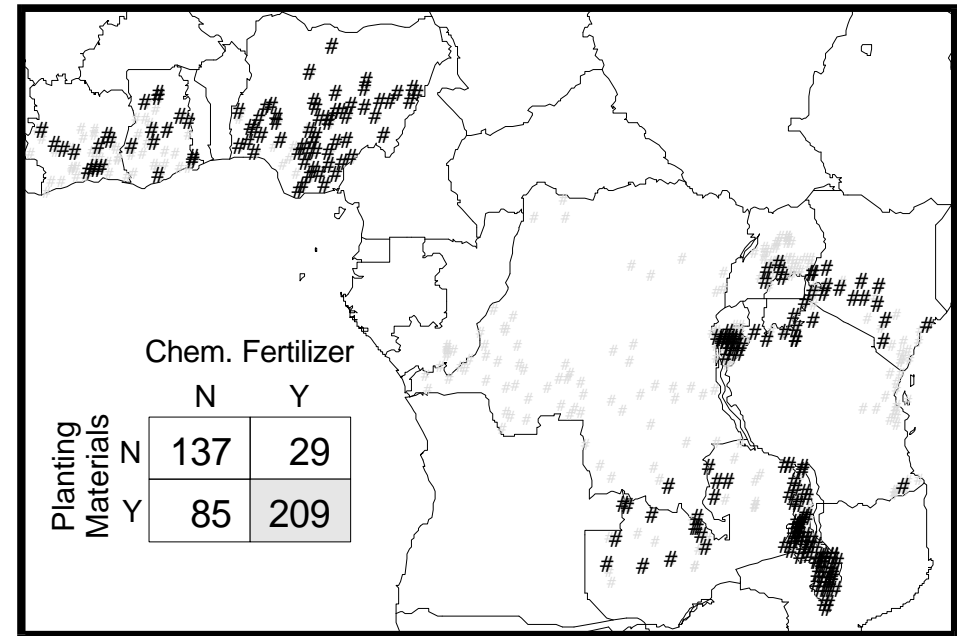 Chem. Fertilizer
N Y
Planting
Materials
N 137 29
Y 85 209